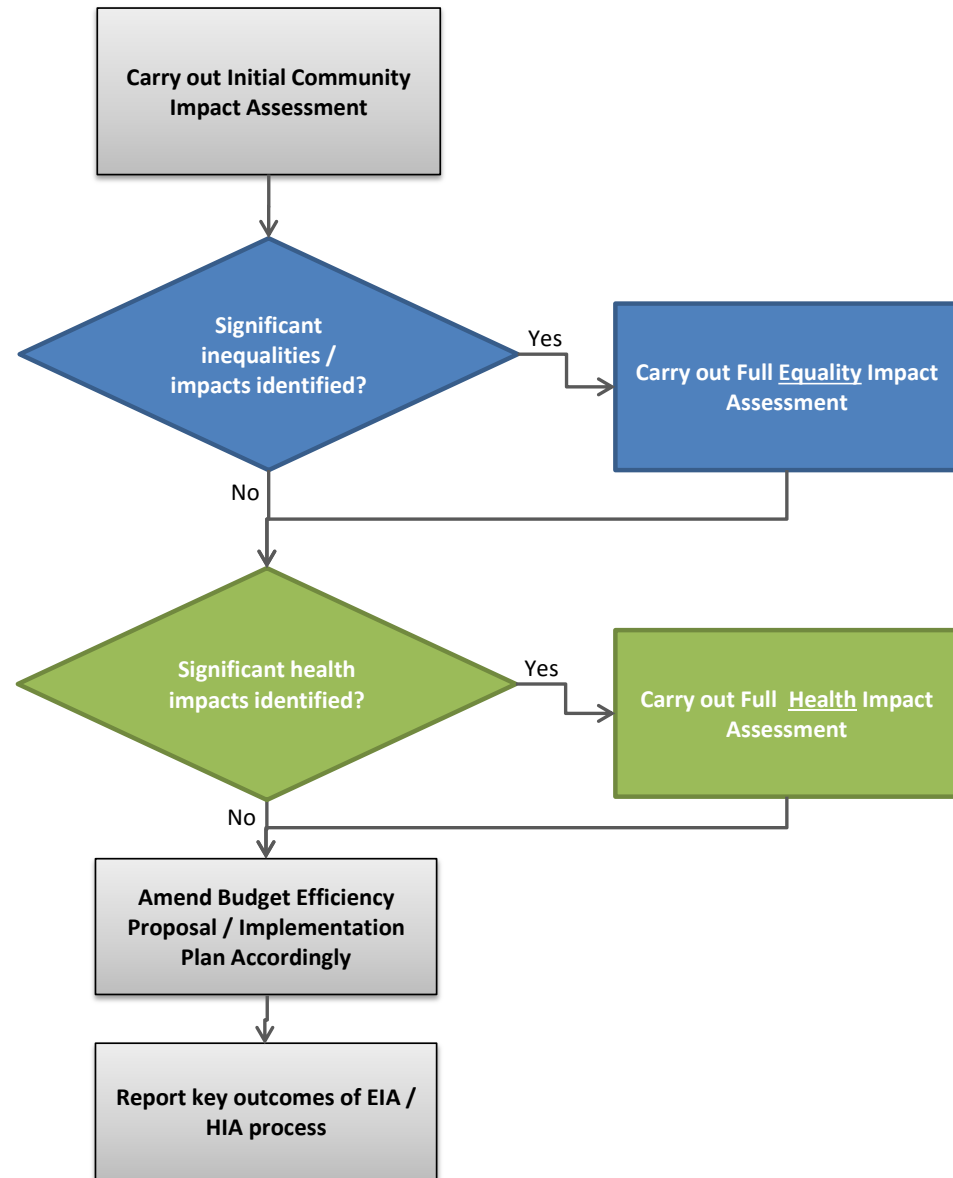 Carry out Initial Community
Impact Assessment
Significant
inequalities /
impacts identified?
Yes
Carry out Full Equality Impact
Assessment
No
Significant health
impacts identified?
Yes
Carry out Full Health Impact
Assessment
No
Amend Budget Efficiency
Proposal / Implementation
Plan Accordingly
Report key outcomes of EIA /
HIA process